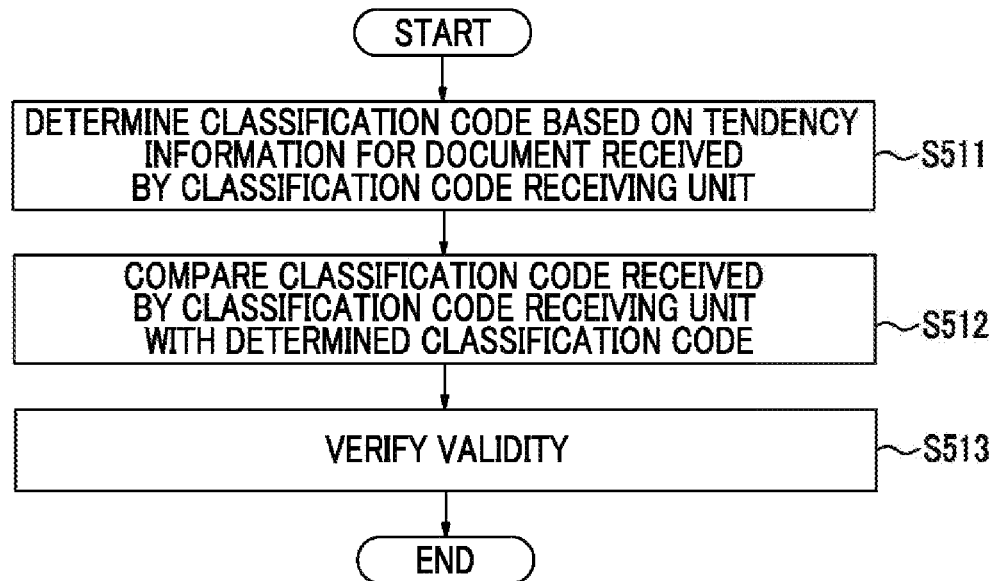 START
DETERMINE CLASSIFICATION CODE BASED ON TENDENCY
INFORMATION FOR DOCUMENT RECEIVED
BY CLASSIFICATION CODE RECEIVING UNIT
S511
COMPARE CLASSIFICATION CODE RECEIVED
BY CLASSIFICATION CODE RECEIVING UNIT
WITH DETERMINED CLASSIFICATION CODE
S512
VERIFY VALIDITY
S513
END